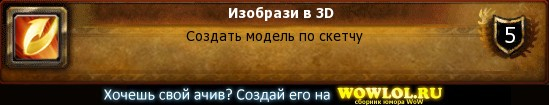 Изобрази в 3D
Создать модель по скетчу
5
Хочешь свой ачив? Создай его на WOWLOL.RU
сборник юмора WoW